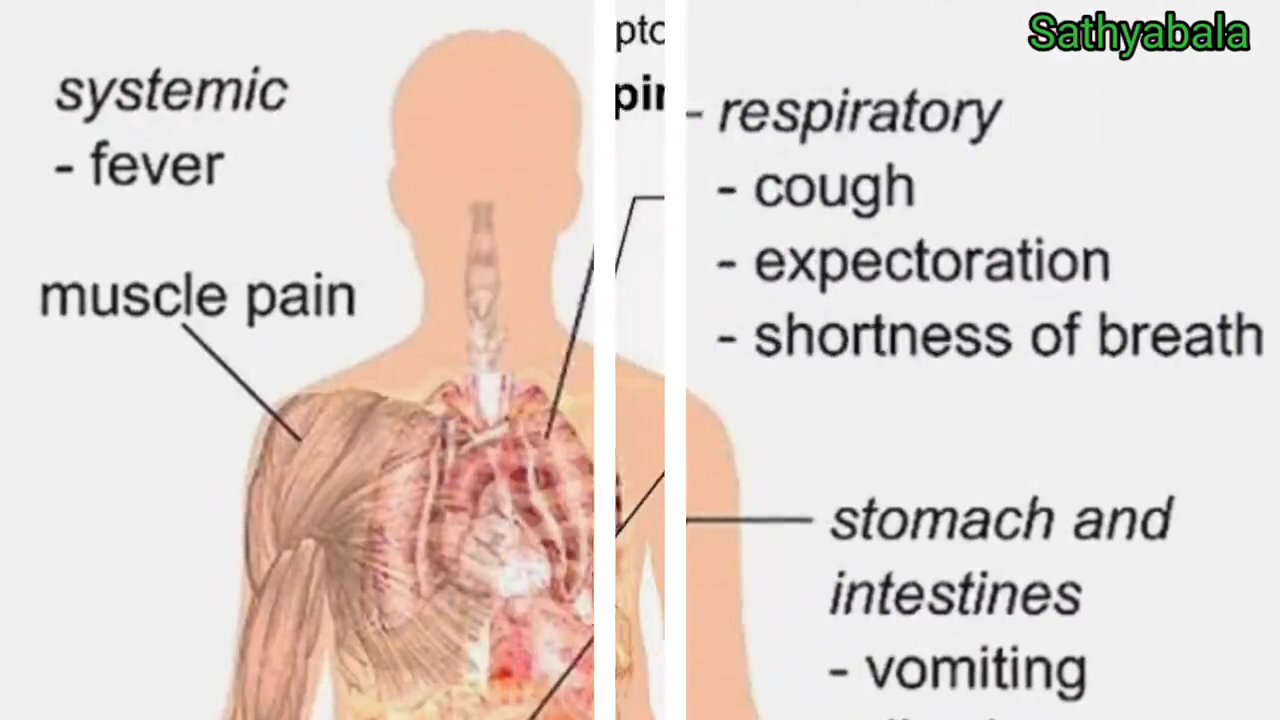 Sathyabala
systemic
- fever
muscle pain
- respiratory
- cough
- expectoration
- shortness of breath
stomach and
intestines
- vomiting